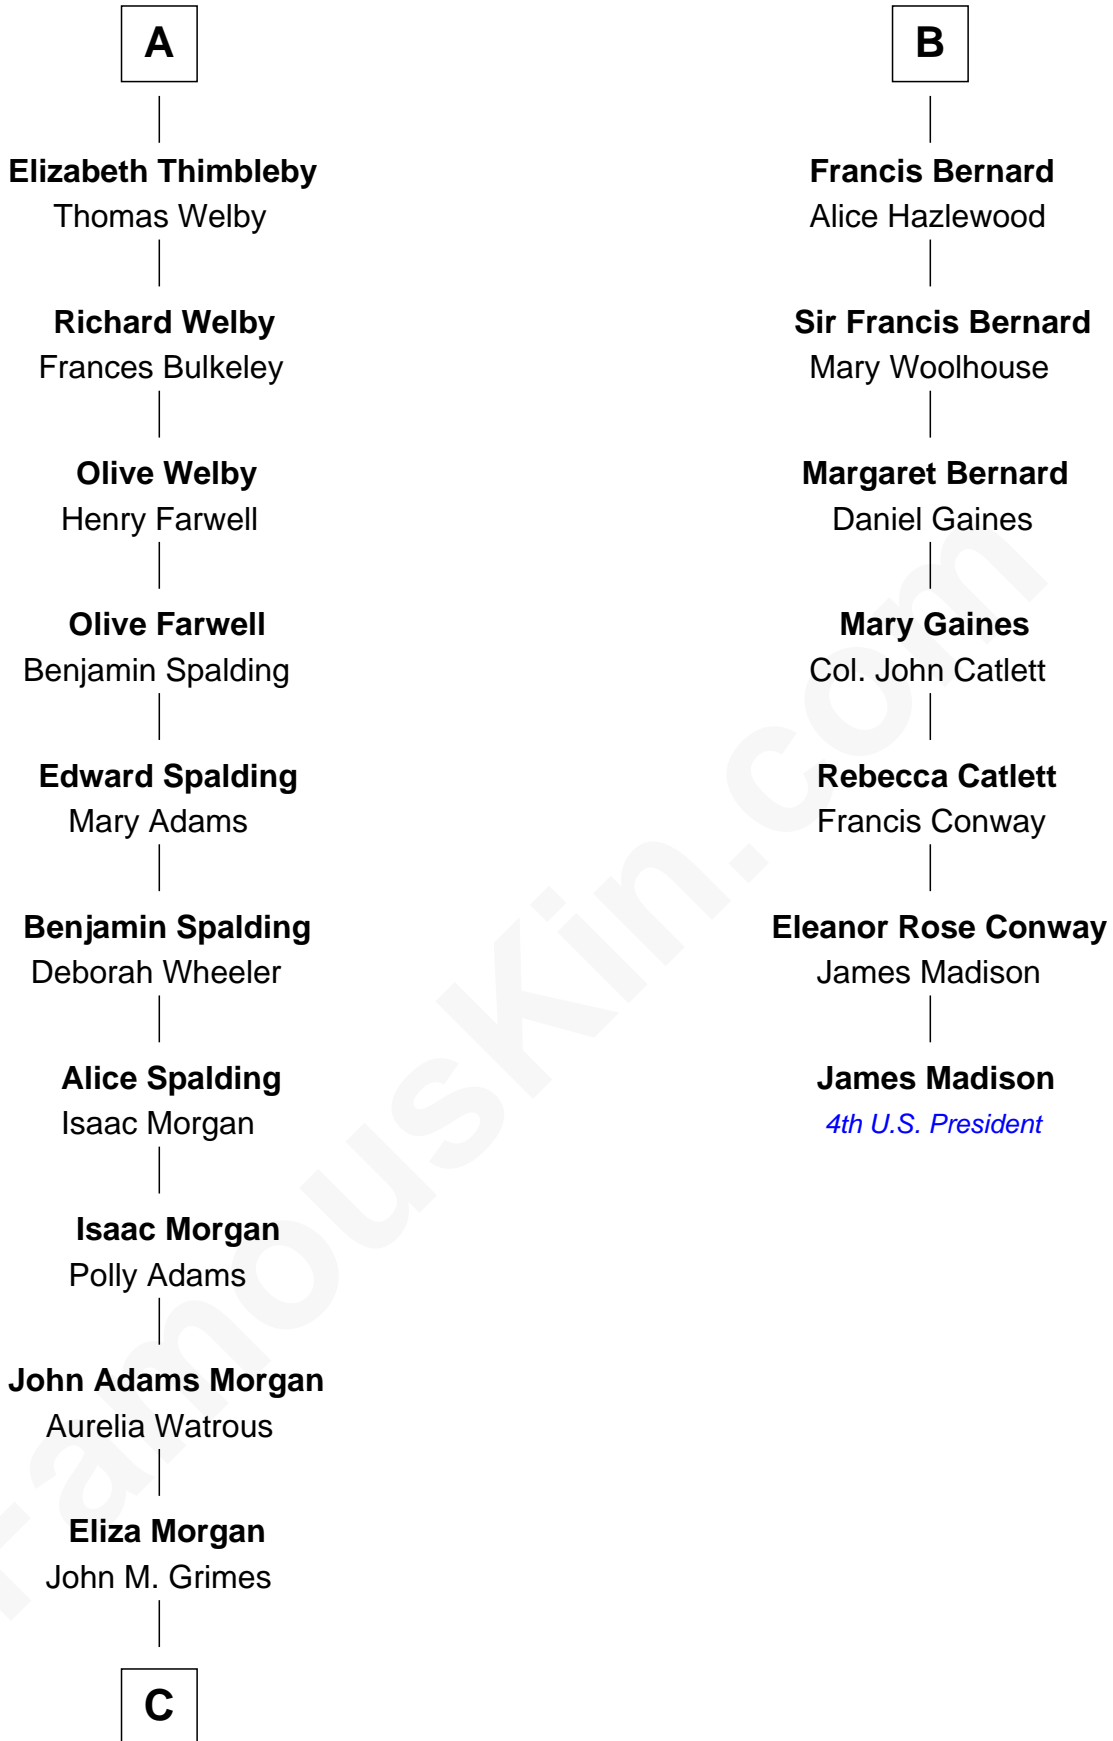 A
Elizabeth Thimbleby
Thomas Welby
Richard Welby
Frances Bulkeley
Olive Welby
Henry Farwell
Olive Farwell
Benjamin Spalding
Edward Spalding
Mary Adams
Benjamin Spalding
Deborah Wheeler
Alice Spalding
Isaac Morgan
Isaac Morgan
Polly Adams
John Adams Morgan
Aurelia Watrous
Eliza Morgan
John M. Grimes
C
B
Francis Bernard
Alice Hazlewood
Sir Francis Bernard
Mary Woolhouse
Margaret Bernard
Daniel Gaines
Mary Gaines
Col. John Catlett
Rebecca Catlett
Francis Conway
Eleanor Rose Conway
James Madison
James Madison
4th U.S. President
FamousKin.com